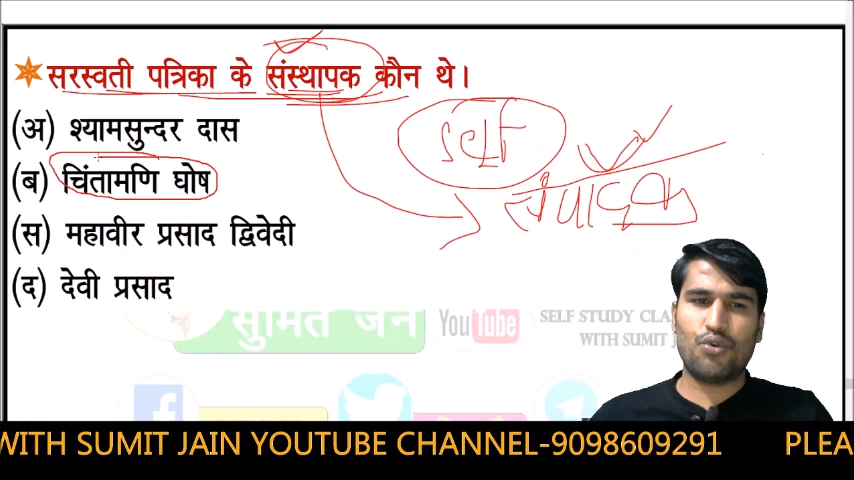 सरस्वती पत्रिका के संस्थापक कौन थे।
(अ) श्यामसुन्दर दास
(ब) चिंतामणि घोष
(स) महावीर प्रसाद द्विवेदी
(द) देवी प्रसाद
self
संपादक
सुमित जैन
YouTube
SELF STUDY CLA
WITH SUMIT JA
WITH SUMIT JAIN YOUTUBE CHANNEL-9098609291 PLEA